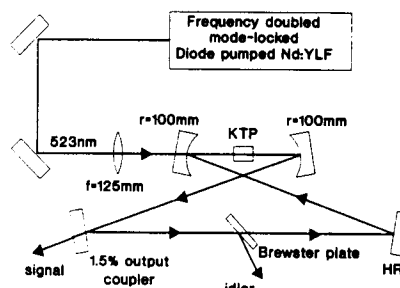 Frequency doubled
mode-locked
Diode pumped Nd:YLF
r=100mm
r=100mm
KTP
523nm
f=125mm
Brewster plate
signal
1.5% output
coupler
HR
idler